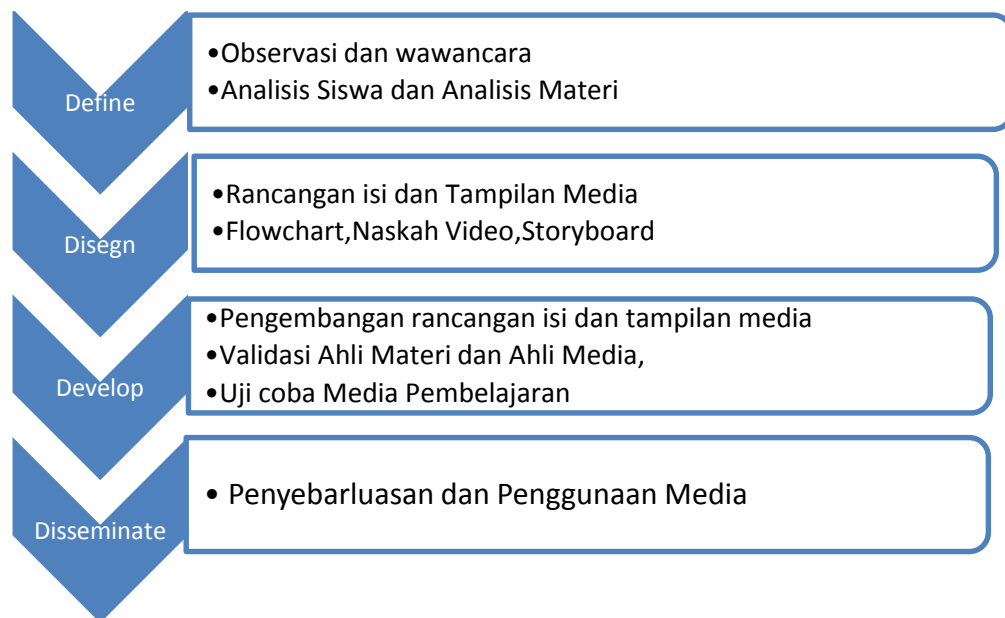 Define
•Observasi dan wawancara
•Analisis Siswa dan Analisis Materi
Disegn
•Rancangan isi dan Tampilan Media
•Flowchart,Naskah Video,Storyboard
Develop
•Pengembangan rancangan isi dan tampilan media
•Validasi Ahli Materi dan Ahli Media,
•Uji coba Media Pembelajaran
Disseminate
• Penyebarluasan dan Penggunaan Media